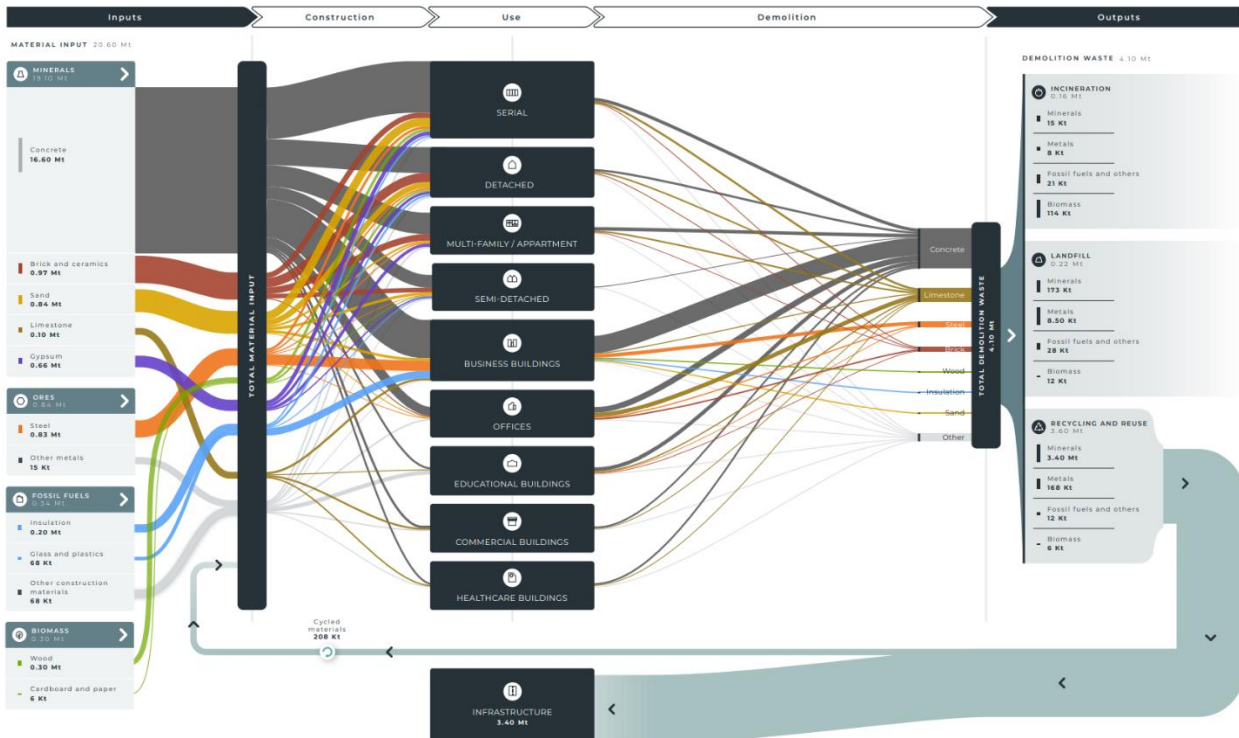 Inputs
Construction
Use
Demolition
Outputs
MATERIAL INPUT 20.60 Mt
MINERALS
19.10 Mt
Concrete
16.60 Mt
Brick and ceramics
0.97 Mt
Sand
0.84 Mt
Limestone
0.10 Mt
Gypsum
0.66 Mt
ORES
0.84 Mt
Steel
0.83 Mt
Other metals
15 Kt
FOSSIL FUELS
0.34 Mt
Insulation
0.20 Mt
Glass and plastics
68 Kt
Other construction
materials
68 Kt
BIOMASS
0.30 Mt
Wood
0.30 Mt
Cardboard and paper
6 Kt
TOTAL MATERIAL INPUT
SERIAL
DETACHED
MULTI-FAMILY / APPARTMENT
SEMI-DETACHED
BUSINESS BUILDINGS
OFFICES
EDUCATIONAL BUILDINGS
COMMERCIAL BUILDINGS
HEALTHCARE BUILDINGS
Cycled
materials
208 Kt
INFRASTRUCTURE
3.40 Mt
Concrete
Limestone
Steel
Brick
Wood
Insulation
Sand
Other
TOTAL DEMOLITION WASTE
4.10 Mt
DEMOLITION WASTE 4.10 Mt
INCINERATION
0.16 Mt
Minerals
15 Kt
Metals
8 Kt
Fossil fuels and others
21 Kt
Biomass
114 Kt
LANDFILL
0.22 Mt
Minerals
173 Kt
Metals
8.50 Kt
Fossil fuels and others
28 Kt
Biomass
12 Kt
RECYCLING AND REUSE
3.60 Mt
Minerals
3.40 Mt
Metals
168 Kt
Fossil fuels and others
12 Kt
Biomass
6 Kt